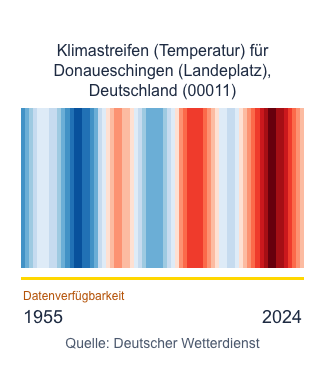 Klimastreifen (Temperatur) für
Donaueschingen (Landeplatz),
Deutschland (00011)
Datenverfügbarkeit
1955 2024
Quelle: Deutscher Wetterdienst